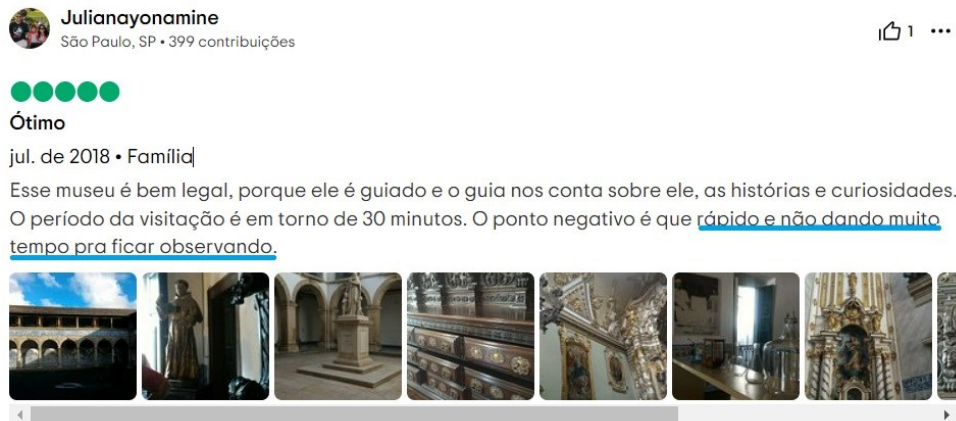 Julianayonamine
São Paulo, SP • 399 contribuições
1
Ótimo
jul. de 2018 • Família
Esse museu é bem legal, porque ele é guiado e o guia nos conta sobre ele, as histórias e curiosidades.
O período da visitação é em torno de 30 minutos. O ponto negativo é que rápido e não dando muito
tempo pra ficar observando.